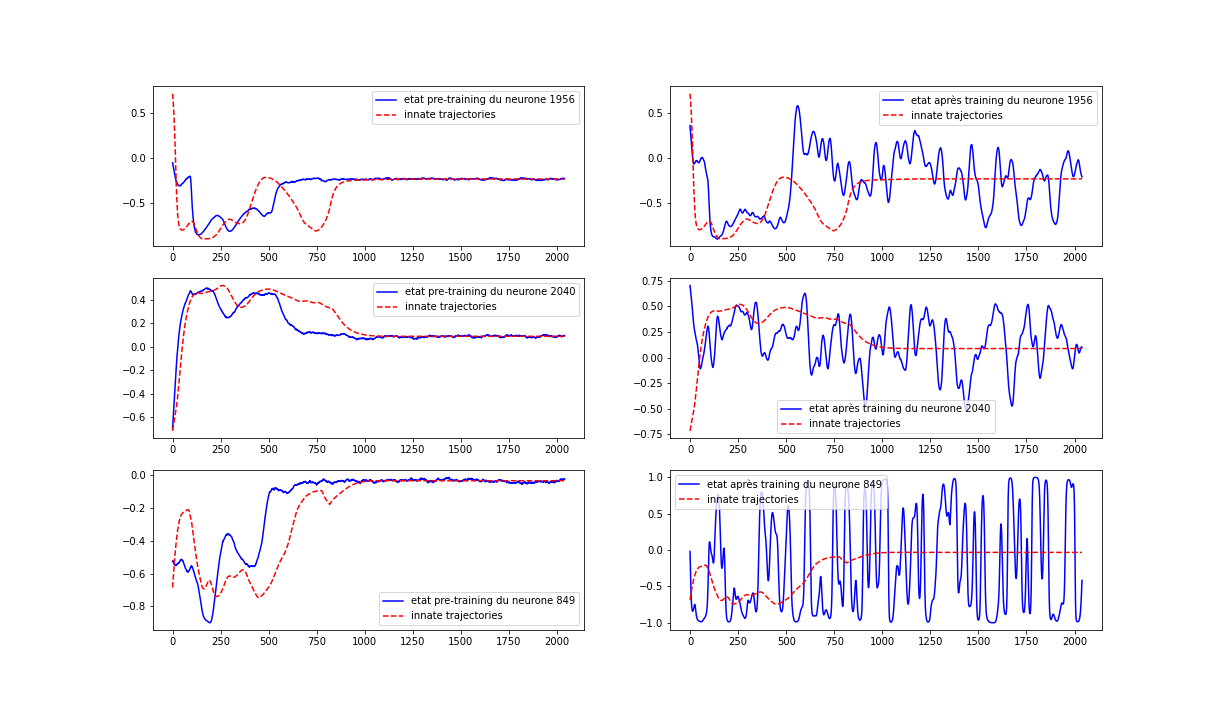 etat pre-training du neurone 1956
innate trajectories
0.5
0.0
−0.5
0 250 500 750 1000 1250 1500 1750 2000
etat après training du neurone 1956
innate trajectories
0.5
0.0
−0.5
0 250 500 750 1000 1250 1500 1750 2000
etat pre-training du neurone 2040
innate trajectories
0.4
0.2
0.0
−0.2
−0.4
−0.6
0 250 500 750 1000 1250 1500 1750 2000
0.75
0.50
0.25
0.00
−0.25
−0.50
−0.75
etat après training du neurone 2040
innate trajectories
0 250 500 750 1000 1250 1500 1750 2000
0.0
−0.2
−0.4
−0.6
−0.8
etat pre-training du neurone 849
innate trajectories
0 250 500 750 1000 1250 1500 1750 2000
1.0
etat après training du neurone 849
innate trajectories
0.5
0.0
−0.5
−1.0
0 250 500 750 1000 1250 1500 1750 2000